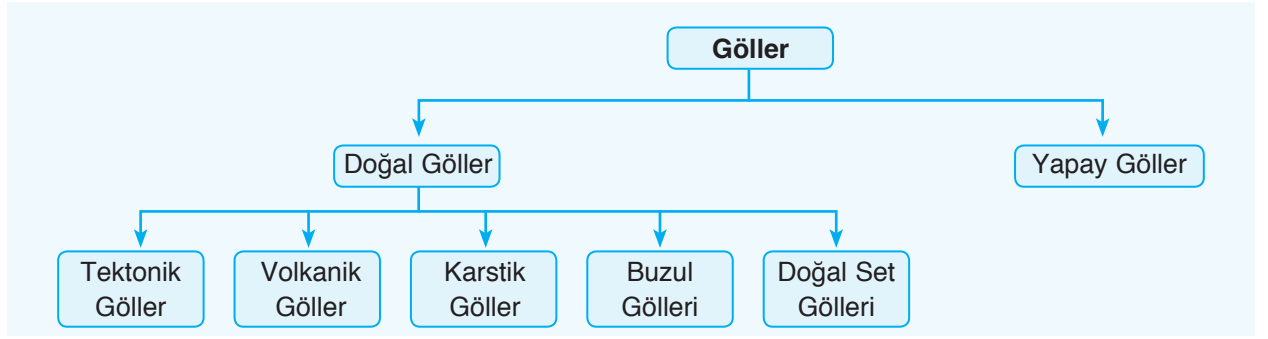 Göller
Doğal Göller
Yapay Göller
Tektonik
Göller
Volkanik
Göller
Karstik
Göller
Buzul
Gölleri
Doğal Set
Gölleri